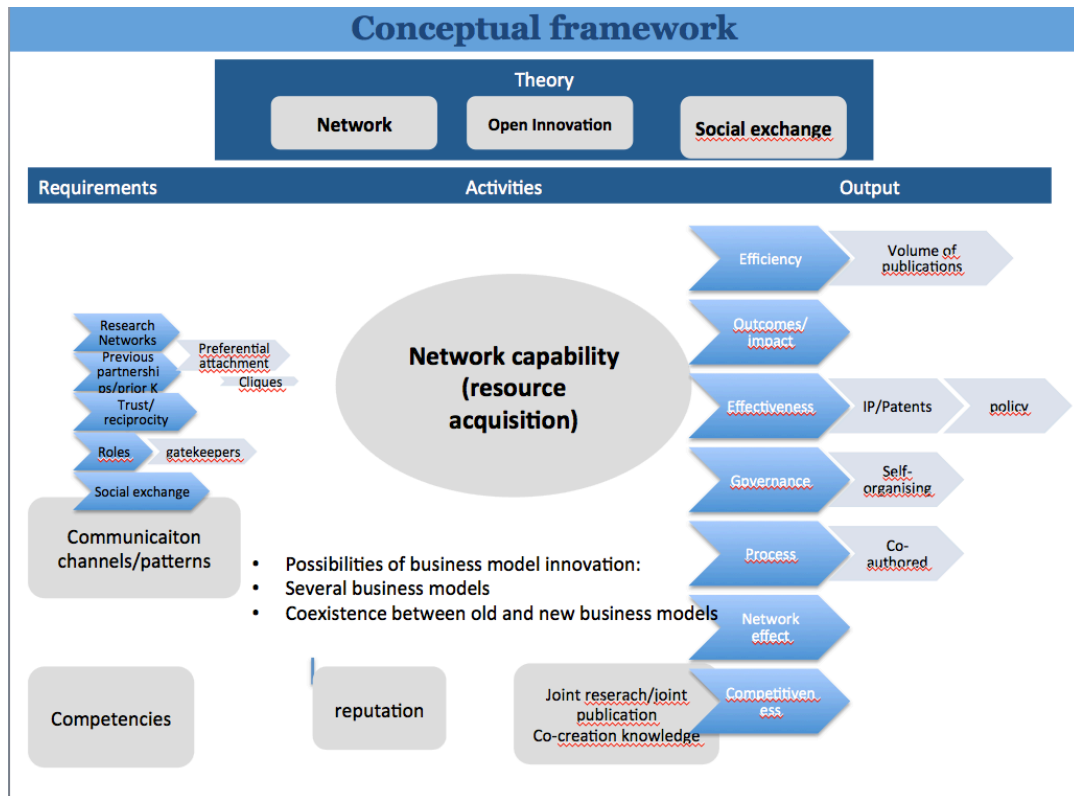 Conceptual framework
Theory
Network
Open Innovation
Social exchange
Requirements
Activities
Output
Research
Networks
Previous
partnershi
ps/prior K
Preferential
attachment
Cliques
Trust/
reciprocity
Roles
gatekeepers
Social exchange
Communicaiton
channels/patterns
Competencies
Network capability
(resource
acquisition)
• Possibilities of business model innovation:
• Several business models
• Coexistence between old and new business models
reputation
Joint reserach/joint
publication
Co-creation knowledge
Efficiency
Volume of
publications
Outcomes/
Impact
Effectiveness
IP/Patents
policy
Governance
Self-
organising
Process
Co-
authored
Network
effect
Competitiven
ess